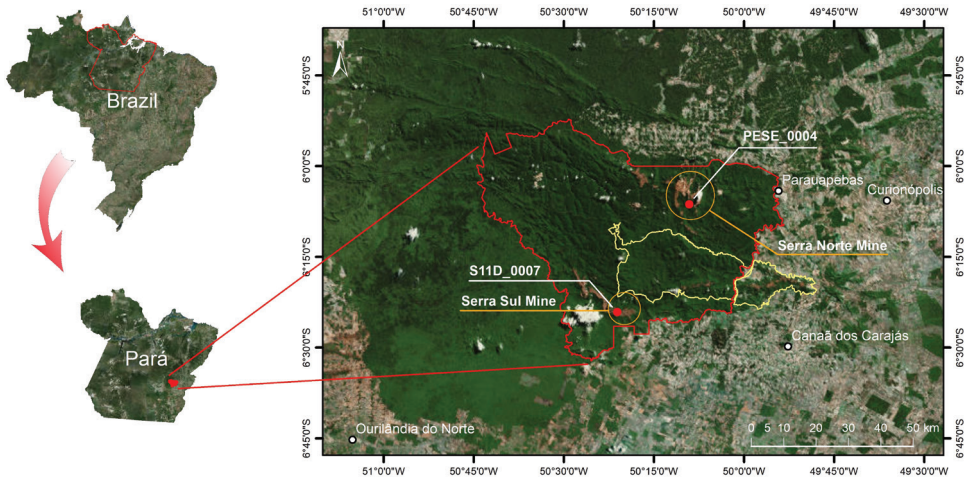 Brazil
Pará
51°0'0"W 50°45'0"W 50°30'0"W 50°15'0"W 50°0'0"W 49°45'0"W 49°30'0"W
N
5°45'0"S 5°45'0"S
PESE_0004
6°0'0"S 6°0'0"S
Parauapebas
Curionópolis
Serra Norte Mine
6°15'0"S 6°15'0"S
S11D_0007
Serra Sul Mine
Canaã dos Carajás
6°30'0"S 6°30'0"S
0 5 10 20 30 40 50 km
Ourilândia do Norte
6°45'0"S 6°45'0"S
51°0'0"W 50°45'0"W 50°30'0"W 50°15'0"W 50°0'0"W 49°45'0"W 49°30'0"W